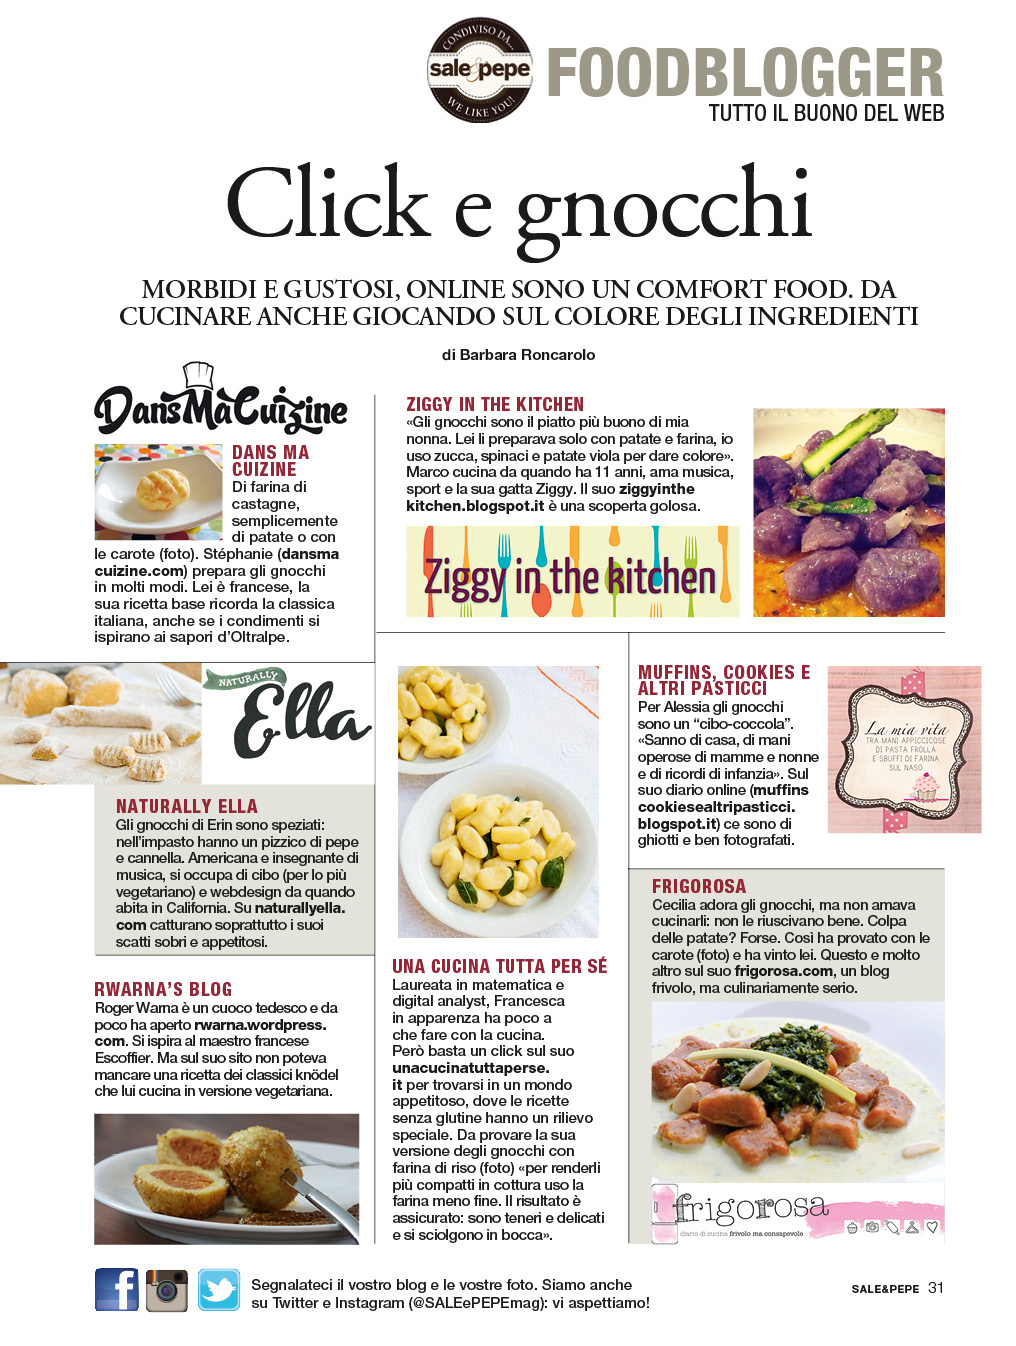 CONDIVISO DA...
sale&pepe
WE LIKE YOU!
FOODBLOGGER
TUTTO IL BUONO DEL WEB
Click e gnocchi
MORBIDI E GUSTOSI, ONLINE SONO UN COMFORT FOOD. DA
CUCINARE ANCHE GIOCANDO SUL COLORE DEGLI INGREDIENTI
di Barbara Roncarolo
DansMaCuizine
DANS MA
CUIZINE
Di farina di
castagne,
semplicemente
di patate o con
le carote (foto). Stéphanie (dansma
cuizine.com) prepara gli gnocchi
in molti modi. Lei è francese, la
sua ricetta base ricorda la classica
italiana, anche se i condimenti si
ispirano ai sapori d'Oltralpe.
ZIGGY IN THE KITCHEN
«Gli gnocchi sono il piatto più buono di mia
nonna. Lei li preparava solo con patate e farina, io
uso zucca, spinaci e patate viola per dare colore».
Marco cucina da quando ha 11 anni, ama musica,
sport e la sua gatta Ziggy. Il suo ziggyinthe
kitchen.blogspot.it è una scoperta golosa.
Ziggy in the kitchen
NATURALLY
Ella
NATURALLY ELLA
Gli gnocchi di Erin sono speziati:
nell'impasto hanno un pizzico di pepe
e cannella. Americana e insegnante di
musica, si occupa di cibo (per lo più
vegetariano) e webdesign da quando
abita in California. Su naturallyella.
com catturano soprattutto i suoi
scatti sobri e appetitosi.
RWARNA'S BLOG
Roger Warna è un cuoco tedesco e da
poco ha aperto rwarna.wordpress.
com. Si ispira al maestro francese
Escoffier. Ma sul suo sito non poteva
mancare una ricetta dei classici knödel
che lui cucina in versione vegetariana.
UNA CUCINA TUTTA PER SÉ
Laureata in matematica e
digital analyst, Francesca
in apparenza ha poco a
che fare con la cucina.
Però basta un click sul suo
unacucinatuttaperse.
it per trovarsi in un mondo
appetitoso, dove le ricette
senza glutine hanno un rilievo
speciale. Da provare la sua
versione degli gnocchi con
farina di riso (foto) «per renderli
più compatti in cottura uso la
farina meno fine. Il risultato è
assicurato: sono teneri e delicati
e si sciolgono in bocca».
MUFFINS, COOKIES E
ALTRI PASTICCI
Per Alessia gli gnocchi
sono un “cibo-coccola”.
«Sanno di casa, di mani
operose di mamme e nonne
e di ricordi di infanzia». Sul
suo diario online (muffins
cookiesealtripasticci.
blogspot.it) ce sono di
ghiotti e ben fotografati.
La mia vita
TRA MANI APPICCICOSE
DI PASTA FROLLA
E SBUFFI DI FARINA
SUL NASO
FRIGOROSA
Cecilia adora gli gnocchi, ma non amava
cucinarli: non le riuscivano bene. Colpa
delle patate? Forse. Così ha provato con le
carote (foto) e ha vinto lei. Questo e molto
altro sul suo frigorosa.com, un blog
frivolo, ma culinariamente serio.
frigorosa
diario di cucina frivolo ma consapevole
Segnalateci il vostro blog e le vostre foto. Siamo anche
su Twitter e Instagram (@SALEePEPEmag): vi aspettiamo!
SALE&PEPE 31